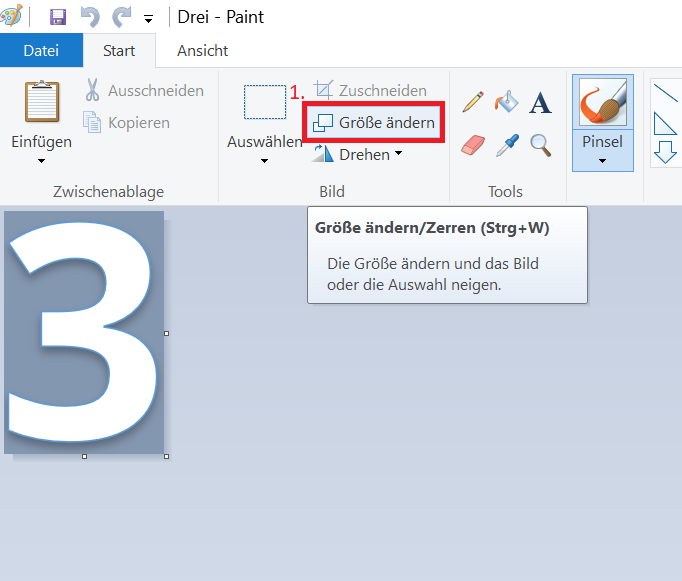 Drei - Paint
Datei Start Ansicht
Einfügen
Ausschneiden
Kopieren
Zwischenablage
Auswählen
1.
Zuschneiden
Größe ändern
Drehen
Bild
A
Tools
Pinsel
Größe ändern/Zerren (Strg+W)
Die Größe ändern und das Bild
oder die Auswahl neigen.
3